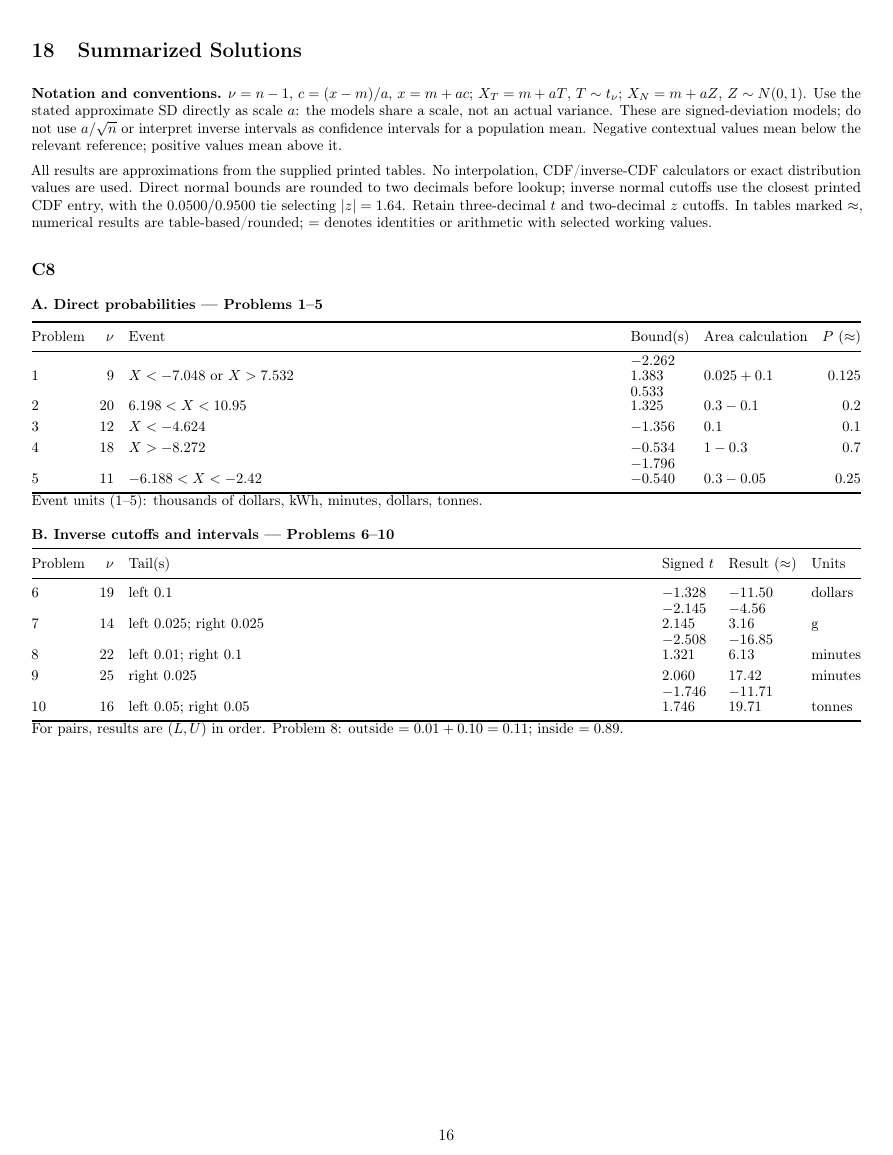 18 Summarized Solutions
Notation and conventions. ν = n − 1, c = (x − m)/a, x = m + ac; X_T = m + aT, T ∼ t_ν; X_N = m + aZ, Z ∼ N(0, 1). Use the
stated approximate SD directly as scale a: the models share a scale, not an actual variance. These are signed-deviation models; do
not use a/√n or interpret inverse intervals as confidence intervals for a population mean. Negative contextual values mean below the
relevant reference; positive values mean above it.
All results are approximations from the supplied printed tables. No interpolation, CDF/inverse-CDF calculators or exact distribution
values are used. Direct normal bounds are rounded to two decimals before lookup; inverse normal cutoffs use the closest printed
CDF entry, with the 0.0500/0.9500 tie selecting |z| = 1.64. Retain three-decimal t and two-decimal z cutoffs. In tables marked ≈,
numerical results are table-based/rounded; = denotes identities or arithmetic with selected working values.
C8
A. Direct probabilities — Problems 1–5
Problem ν Event Bound(s) Area calculation P (≈)
−2.262
1 9 X < −7.048 or X > 7.532 1.383 0.025 + 0.1 0.125
0.533
2 20 6.198 < X < 10.95 1.325 0.3 − 0.1 0.2
3 12 X < −4.624 −1.356 0.1 0.1
4 18 X > −8.272 −0.534 1 − 0.3 0.7
−1.796
5 11 −6.188 < X < −2.42 −0.540 0.3 − 0.05 0.25
Event units (1–5): thousands of dollars, kWh, minutes, dollars, tonnes.
B. Inverse cutoffs and intervals — Problems 6–10
Problem ν Tail(s) Signed t Result (≈) Units
6 19 left 0.1 −1.328 −11.50 dollars
−2.145 −4.56
7 14 left 0.025; right 0.025 2.145 3.16 g
−2.508 −16.85
8 22 left 0.01; right 0.1 1.321 6.13 minutes
9 25 right 0.025 2.060 17.42 minutes
−1.746 −11.71
10 16 left 0.05; right 0.05 1.746 19.71 tonnes
For pairs, results are (L, U) in order. Problem 8: outside = 0.01 + 0.10 = 0.11; inside = 0.89.
16